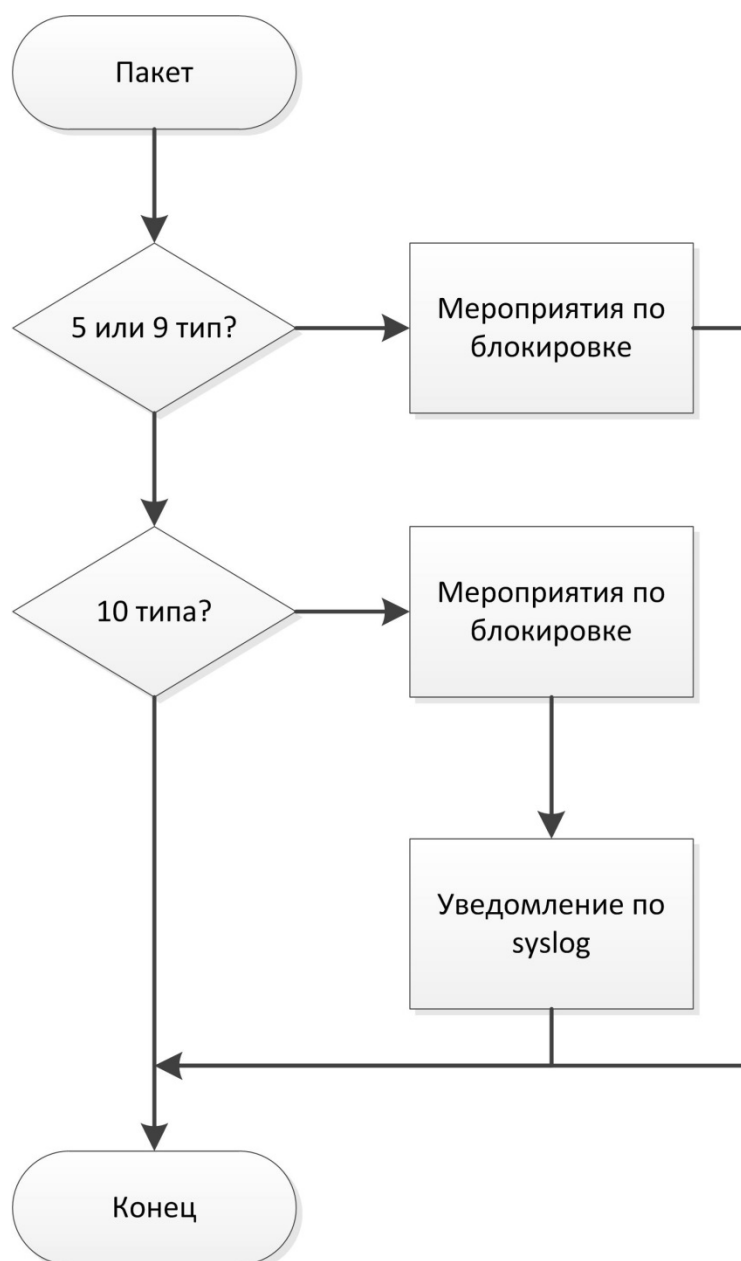 Пакет
5 или 9 тип?
Мероприятия по
блокировке
10 типа?
Мероприятия по
блокировке
Уведомление по
syslog
Конец